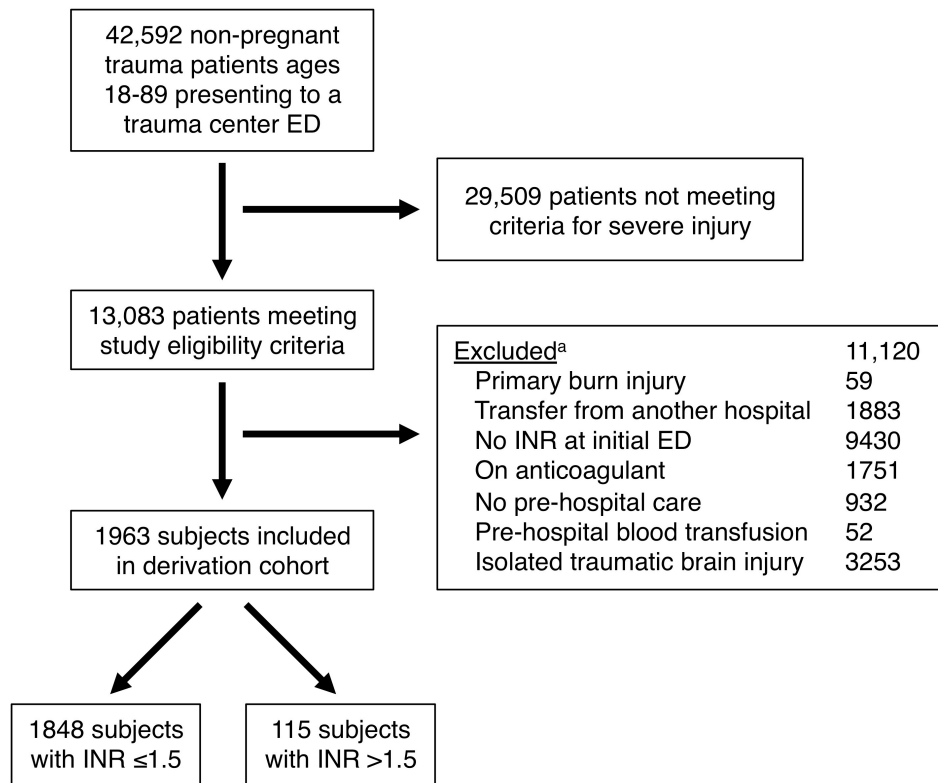 42,592 non-pregnant
trauma patients ages
18-89 presenting to a
trauma center ED
29,509 patients not meeting
criteria for severe injury
13,083 patients meeting
study eligibility criteria
Excludedᵃ 11,120
Primary burn injury 59
Transfer from another hospital 1883
No INR at initial ED 9430
On anticoagulant 1751
No pre-hospital care 932
Pre-hospital blood transfusion 52
Isolated traumatic brain injury 3253
1963 subjects included
in derivation cohort
1848 subjects
with INR ≤1.5
115 subjects
with INR >1.5